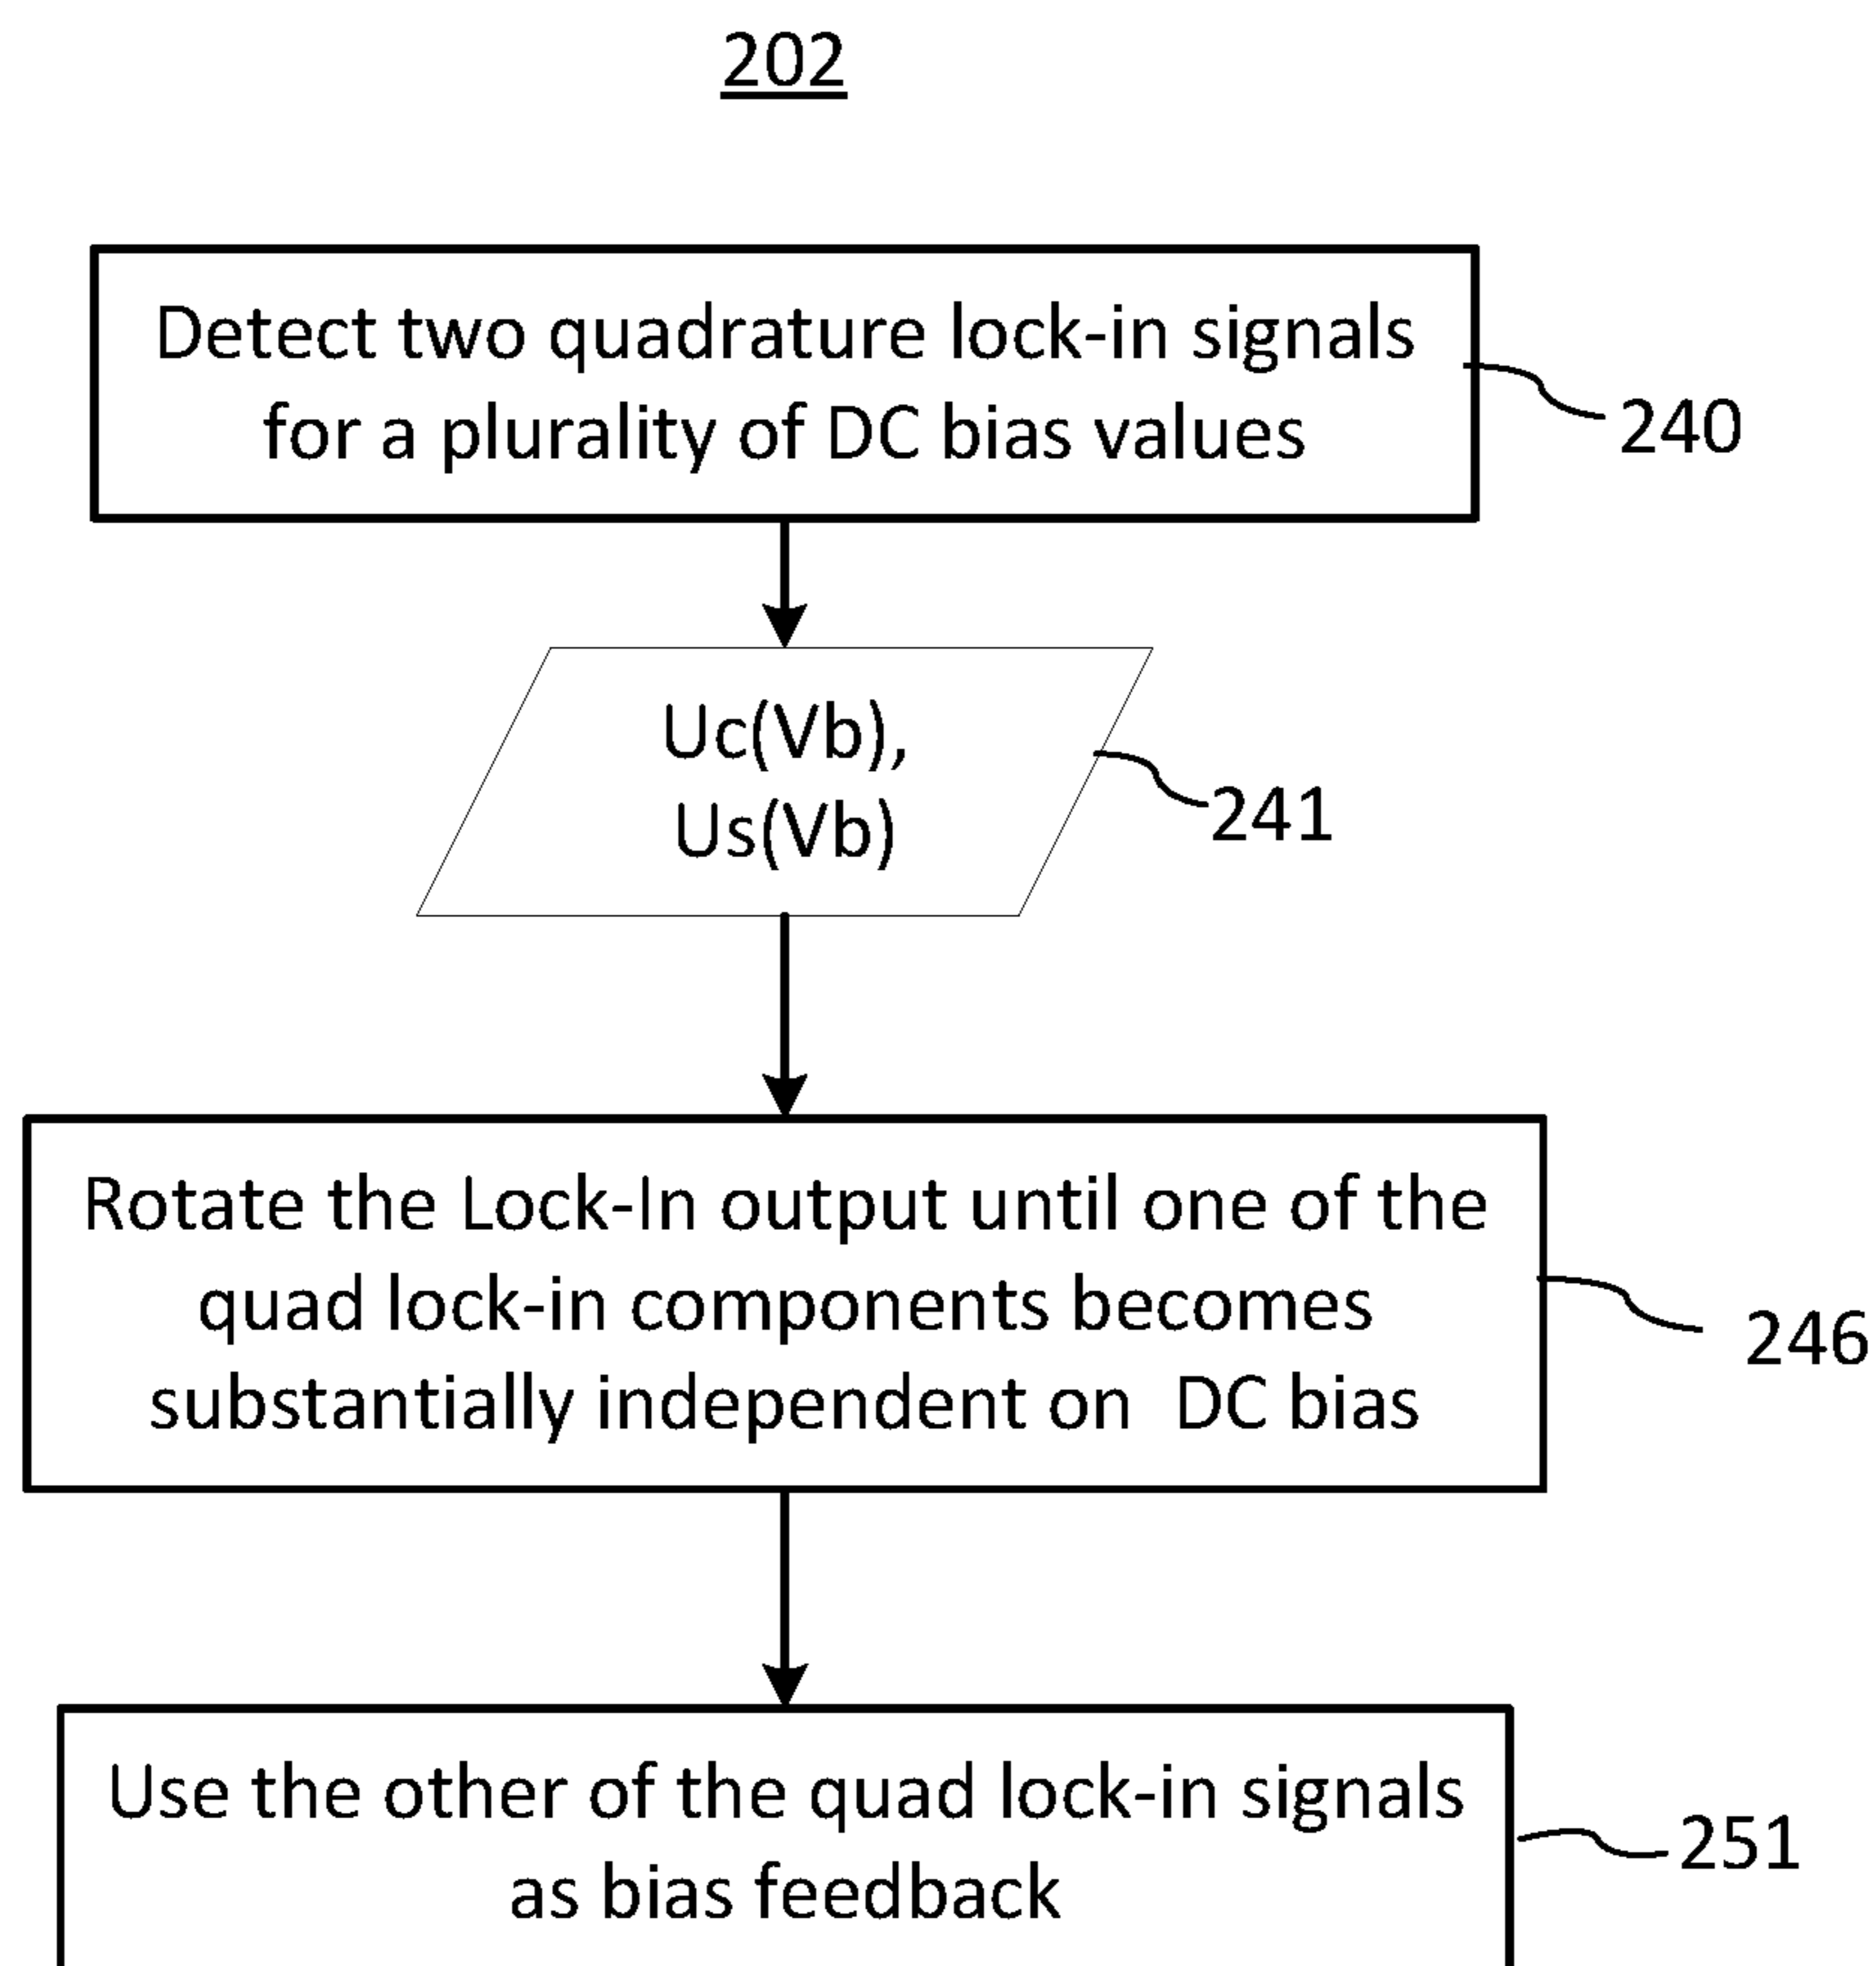 202
Detect two quadrature lock-in signals
for a plurality of DC bias values
240
Uc(Vb),
Us(Vb)
241
Rotate the Lock-In output until one of the
quad lock-in components becomes
substantially independent on DC bias
246
Use the other of the quad lock-in signals
as bias feedback
251